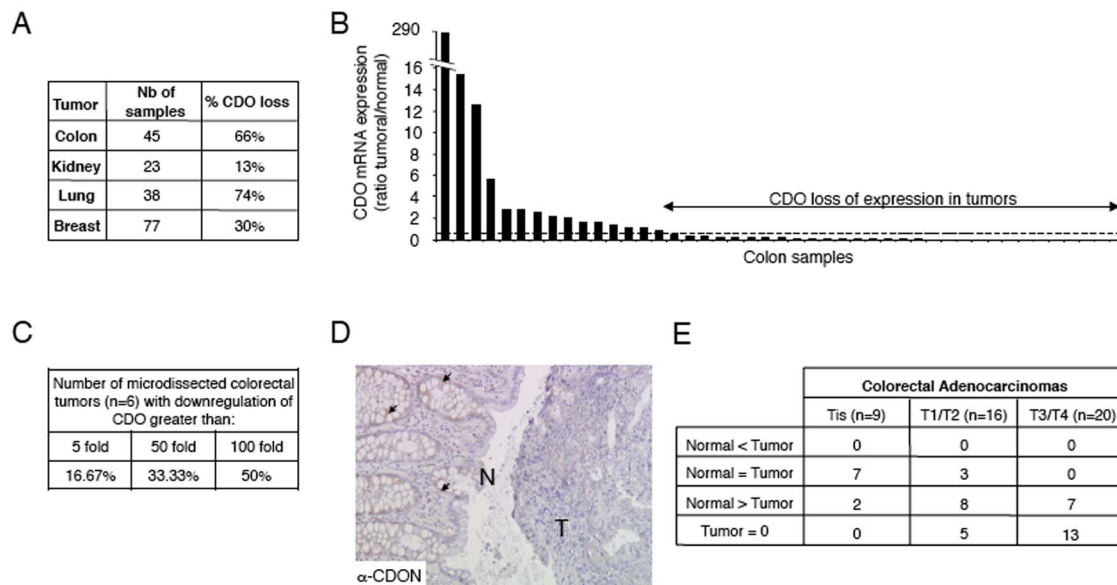 A
Tumor Nb of samples % CDO loss
Colon 45 66%
Kidney 23 13%
Lung 38 74%
Breast 77 30%
B
CDO mRNA expression
(ratio tumoral/normal)
290
16
14
12
10
8
6
4
2
0
CDO loss of expression in tumors
Colon samples
C
Number of microdissected colorectal
tumors (n=6) with downregulation of
CDO greater than:
5 fold 50 fold 100 fold
16.67% 33.33% 50%
D
N
T
α-CDON
E
Colorectal Adenocarcinomas
Tis (n=9) T1/T2 (n=16) T3/T4 (n=20)
Normal < Tumor 0 0 0
Normal = Tumor 7 3 0
Normal > Tumor 2 8 7
Tumor = 0 0 5 13